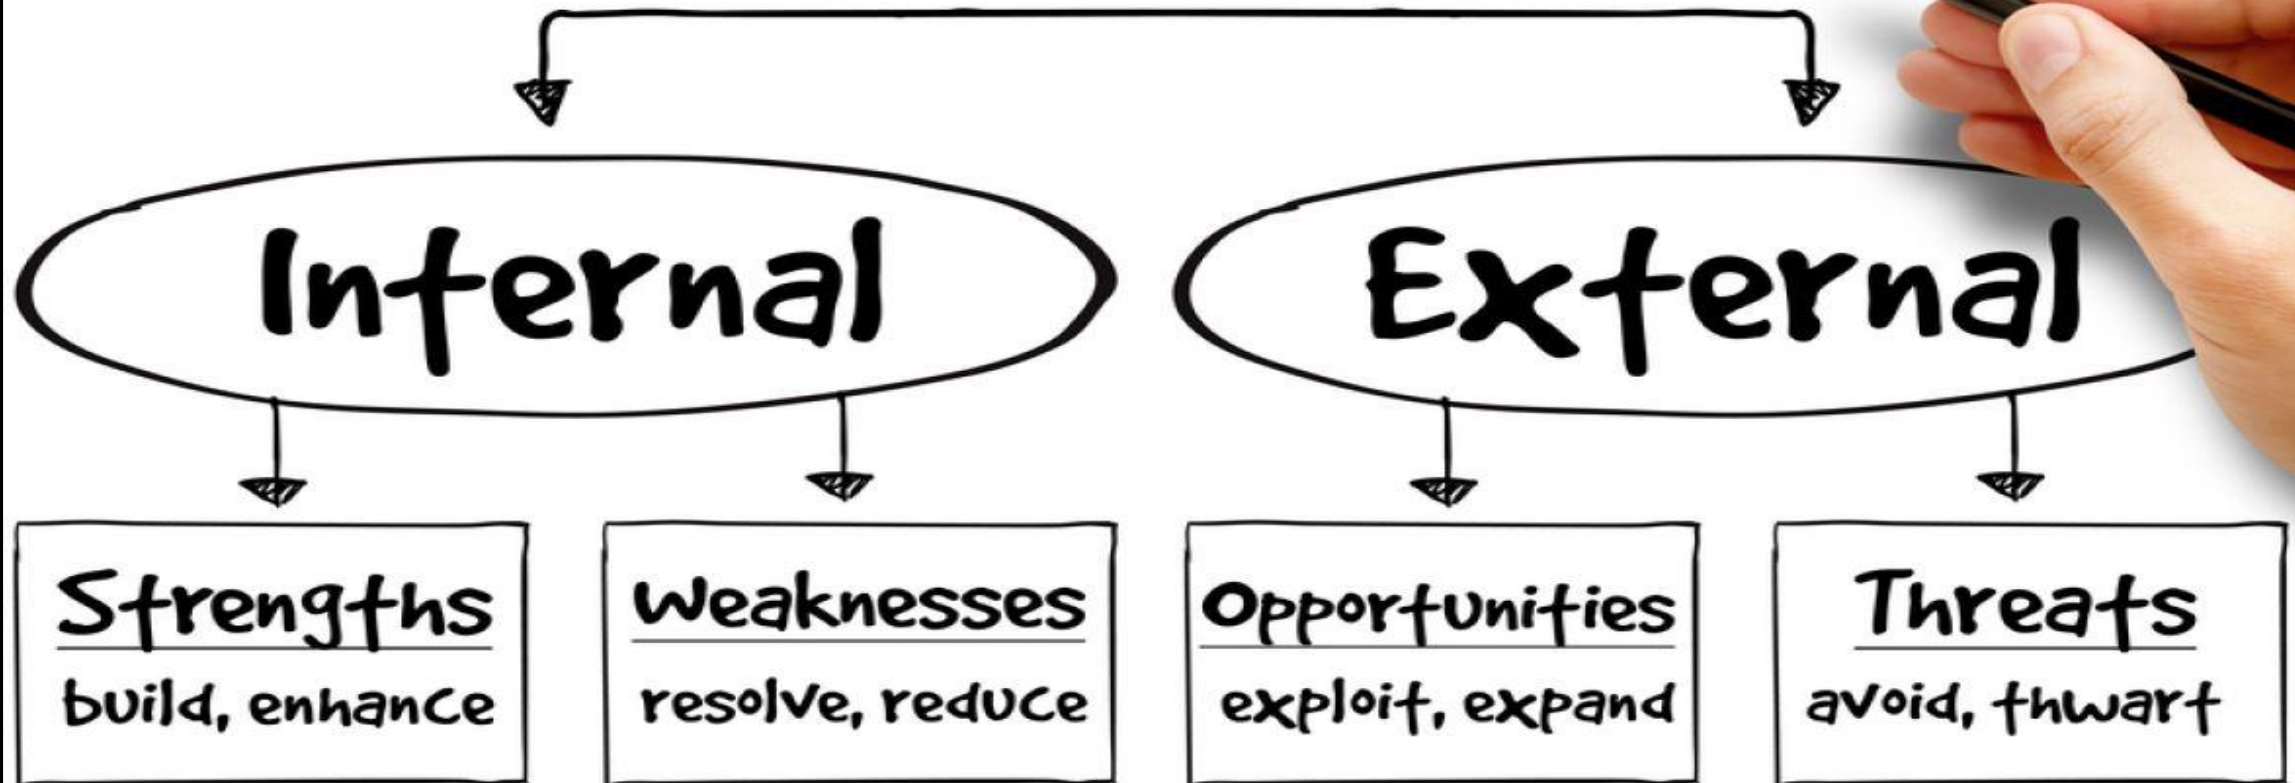 Internal
External
Strengths
build, enhance
Weaknesses
resolve, reduce
Opportunities
exploit, expand
Threats
avoid, thwart